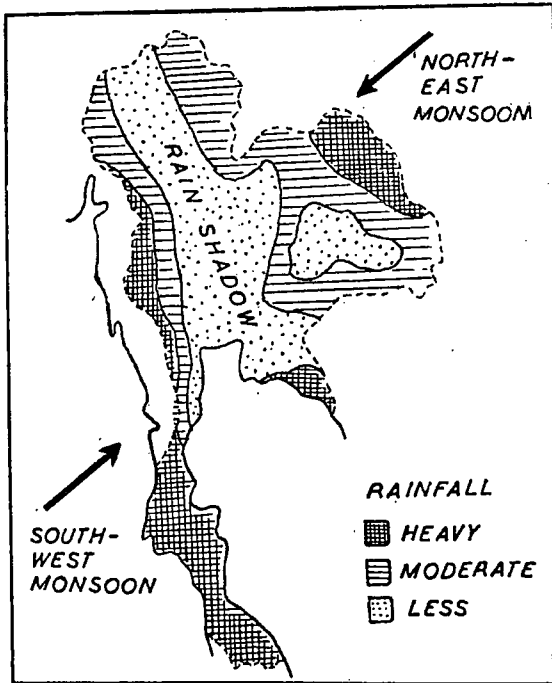 NORTH-
EAST
MONSOON
RAIN SHADOW
SOUTH-
WEST
MONSOON
RAINFALL
HEAVY
MODERATE
LESS